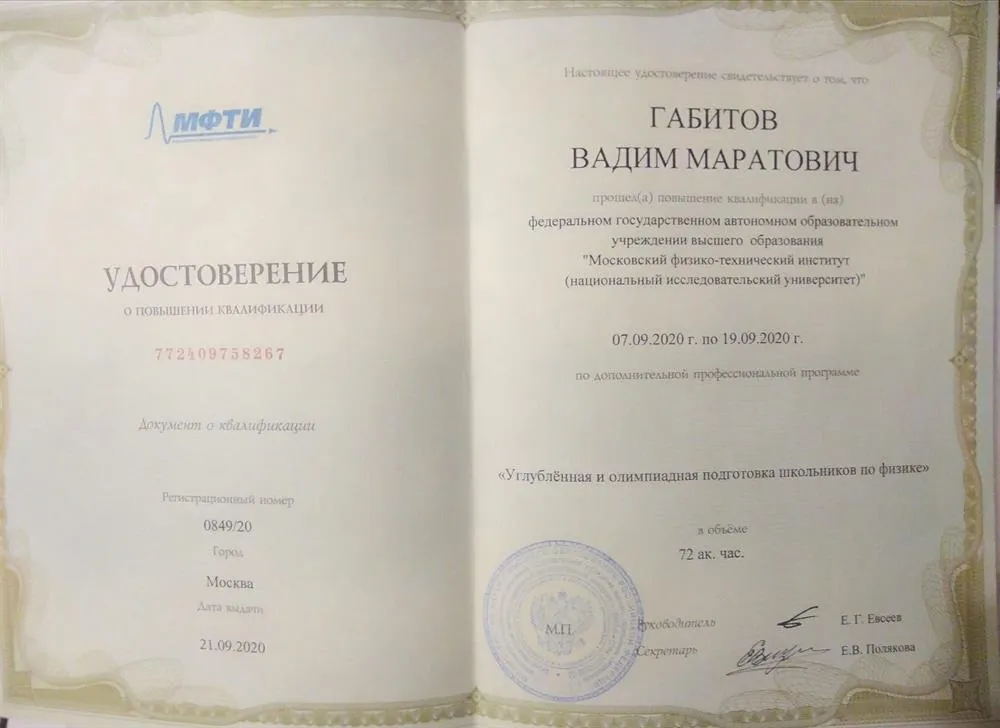 МФТИ
УДОСТОВЕРЕНИЕ
О ПОВЫШЕНИИ КВАЛИФИКАЦИИ
772409758267
Документ о квалификации
Регистрационный номер
0849/20
Город
Москва
Дата выдачи
21.09.2020
Настоящее удостоверение свидетельствует о том, что
ГАБИТОВ
ВАДИМ МАРАТОВИЧ
прошел(а) повышение квалификации в (на)
федеральном государственном автономном образовательном
учреждении высшего образования
"Московский физико-технический институт
(национальный исследовательский университет)"
07.09.2020 г. по 19.09.2020 г.
по дополнительной профессиональной программе
«Углублённая и олимпиадная подготовка школьников по физике»
в объёме
72 ак. час.
М.П.
Руководитель
Е. Г. Евсеев
Секретарь
Е.В. Полякова